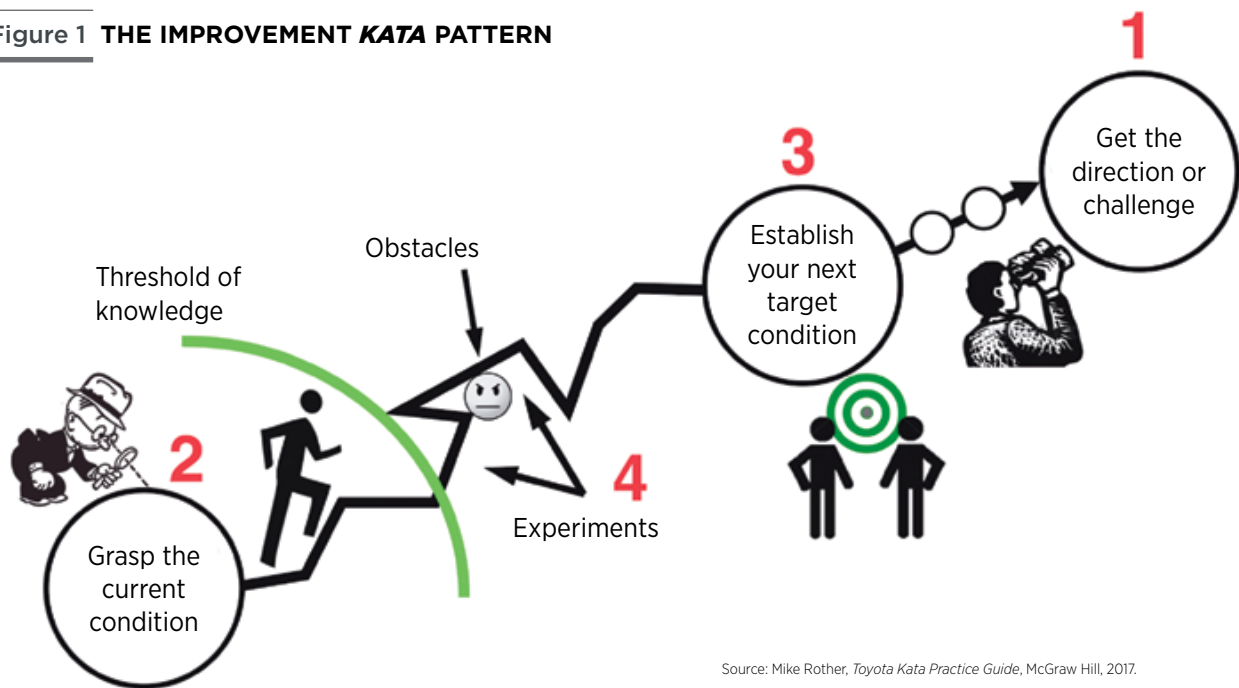 Figure 1 THE IMPROVEMENT KATA PATTERN
1
Get the
direction or
challenge
3
Establish
your next
target
condition
Obstacles
Threshold of
knowledge
2
4
Experiments
Grasp the
current
condition
Source: Mike Rother, Toyota Kata Practice Guide, McGraw Hill, 2017.